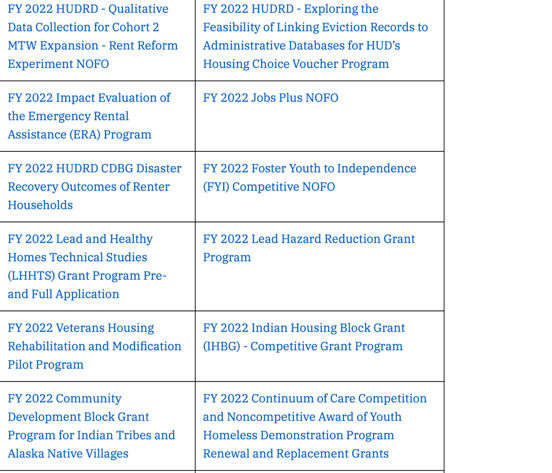 FY 2022 HUDRD - Qualitative
Data Collection for Cohort 2
MTW Expansion - Rent Reform
Experiment NOFO
FY 2022 HUDRD - Exploring the
Feasibility of Linking Eviction Records to
Administrative Databases for HUD's
Housing Choice Voucher Program
FY 2022 Impact Evaluation of
the Emergency Rental
Assistance (ERA) Program
FY 2022 Jobs Plus NOFO
FY 2022 HUDRD CDBG Disaster
Recovery Outcomes of Renter
Households
FY 2022 Foster Youth to Independence
(FYI) Competitive NOFO
FY 2022 Lead and Healthy
Homes Technical Studies
(LHHTS) Grant Program Pre-
and Full Application
FY 2022 Lead Hazard Reduction Grant
Program
FY 2022 Veterans Housing
Rehabilitation and Modification
Pilot Program
FY 2022 Indian Housing Block Grant
(IHBG) - Competitive Grant Program
FY 2022 Community
Development Block Grant
Program for Indian Tribes and
Alaska Native Villages
FY 2022 Continuum of Care Competition
and Noncompetitive Award of Youth
Homeless Demonstration Program
Renewal and Replacement Grants